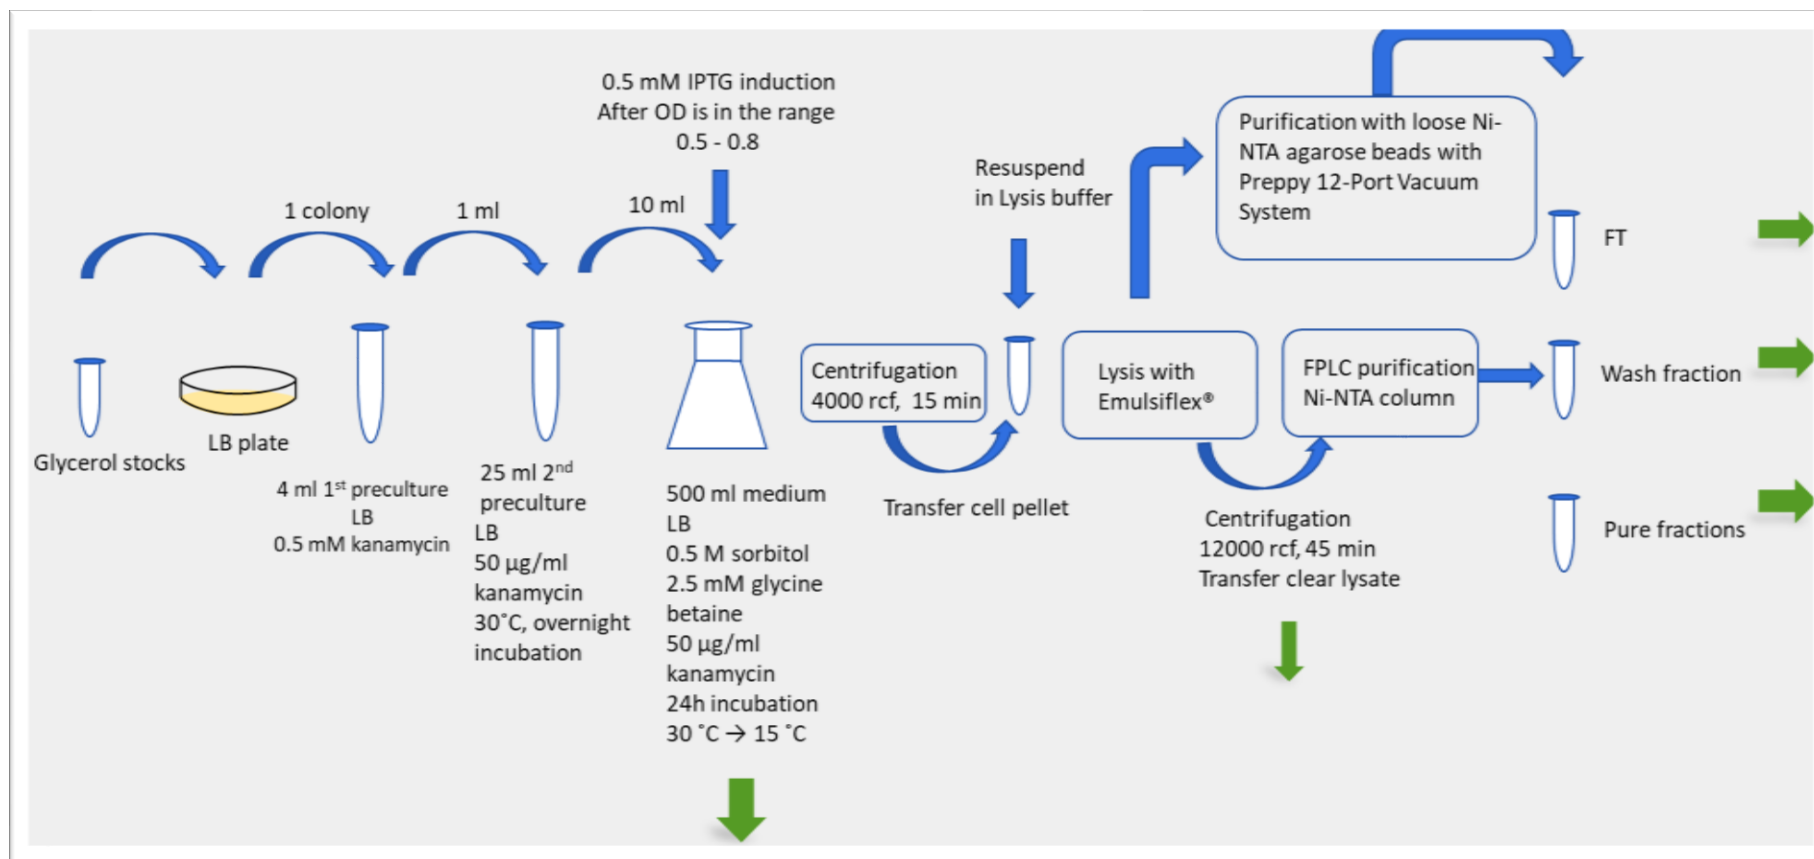 0.5 mM IPTG induction
After OD is in the range
0.5 - 0.8
1 colony
1 ml
10 ml
Glycerol stocks
LB plate
4 ml 1st preculture
LB
0.5 mM kanamycin
25 ml 2nd
preculture
LB
50 µg/ml
kanamycin
30˚C, overnight
incubation
500 ml medium
LB
0.5 M sorbitol
2.5 mM glycine
betaine
50 µg/ml
kanamycin
24h incubation
30 ˚C → 15 ˚C
Centrifugation
4000 rcf, 15 min
Transfer cell pellet
Resuspend
in Lysis buffer
Lysis with
Emulsiflex®
Centrifugation
12000 rcf, 45 min
Transfer clear lysate
Purification with loose Ni-
NTA agarose beads with
Preppy 12-Port Vacuum
System
FPLC purification
Ni-NTA column
FT
Wash fraction
Pure fractions